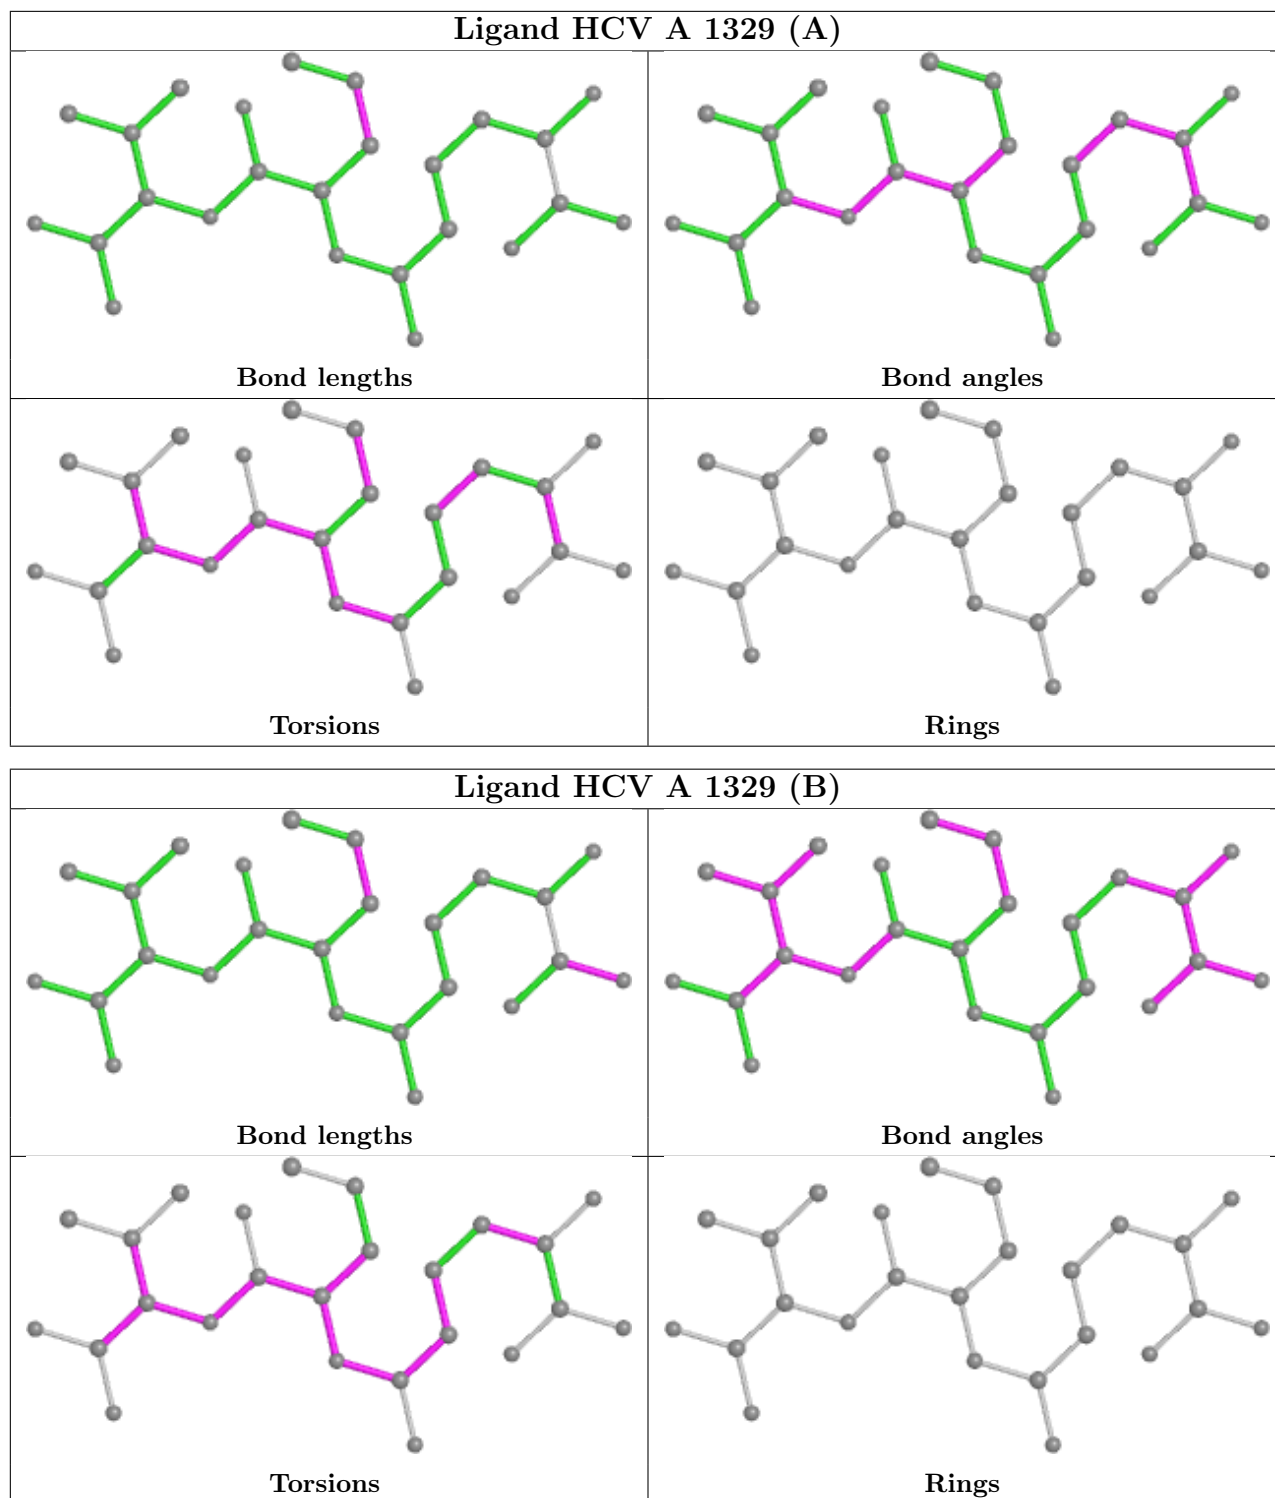 Ligand HCV A 1329 (A)
Bond lengths
Bond angles
Torsions
Rings
Ligand HCV A 1329 (B)
Bond lengths
Bond angles
Torsions
Rings